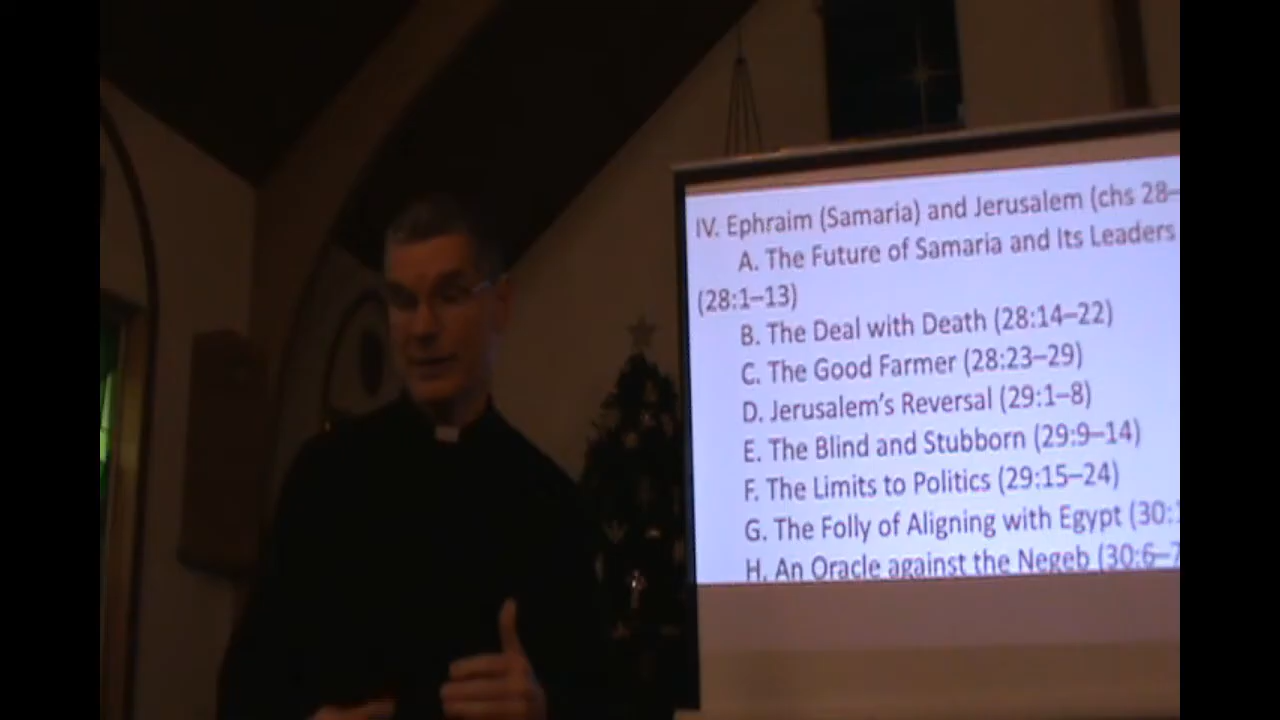 IV. Ephraim (Samaria) and Jerusalem (chs 28–
A. The Future of Samaria and Its Leaders
(28:1–13)
B. The Deal with Death (28:14–22)
C. The Good Farmer (28:23–29)
D. Jerusalem's Reversal (29:1–8)
E. The Blind and Stubborn (29:9–14)
F. The Limits to Politics (29:15–24)
G. The Folly of Aligning with Egypt (30:
H. An Oracle against the Negeb (30:6–7